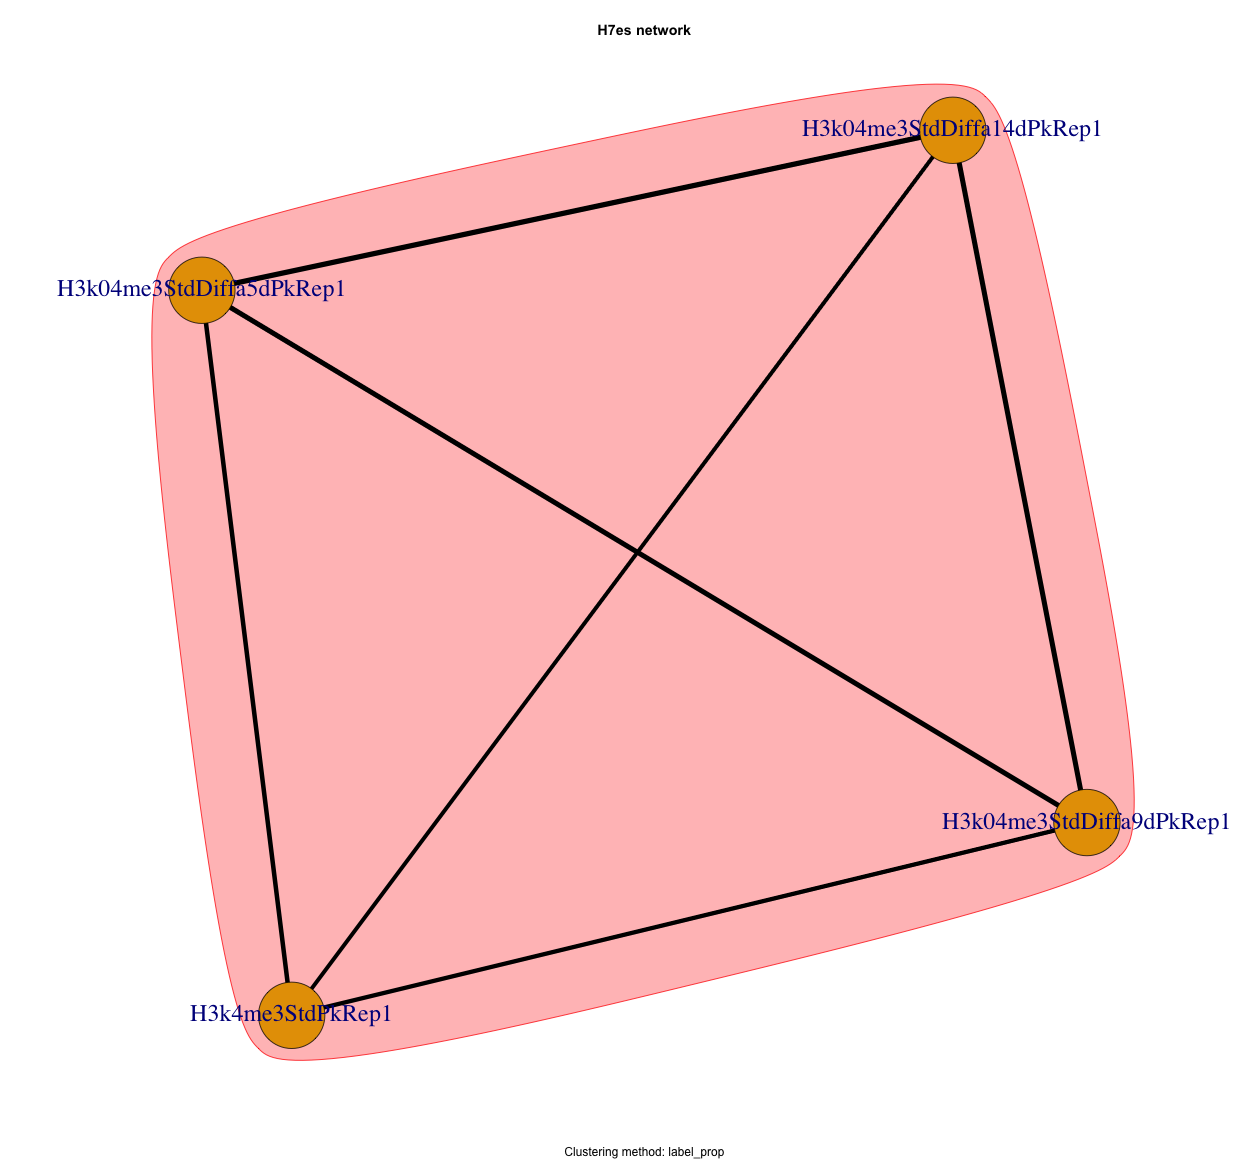 H7es network
H3k04me3StdDiffa14dPkRep1
H3k04me3StdDiffa5dPkRep1
H3k04me3StdDiffa9dPkRep1
H3k4me3StdPkRep1
Clustering method: label_prop